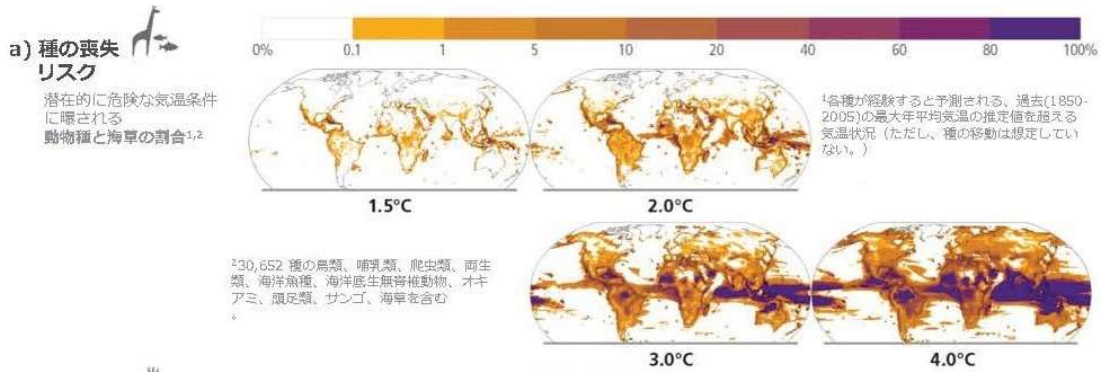 a) 種の喪失
リスク
潜在的に危険な気温条件
に曝される
動物種と海草の割合1,2
0% 0.1 1 5 10 20 40 60 80 100%
1各種が経験すると予測される、過去(1850-
2005)の最大年平均気温の推定値を超える
気温状況（ただし、種の移動は想定してい
ない。）
1.5°C
2.0°C
230,652 種の鳥類、哺乳類、爬虫類、両生
類、海洋魚種、海洋底生無脊椎動物、オキ
アミ、頭足類、サンゴ、海草を含む
。
3.0°C
4.0°C